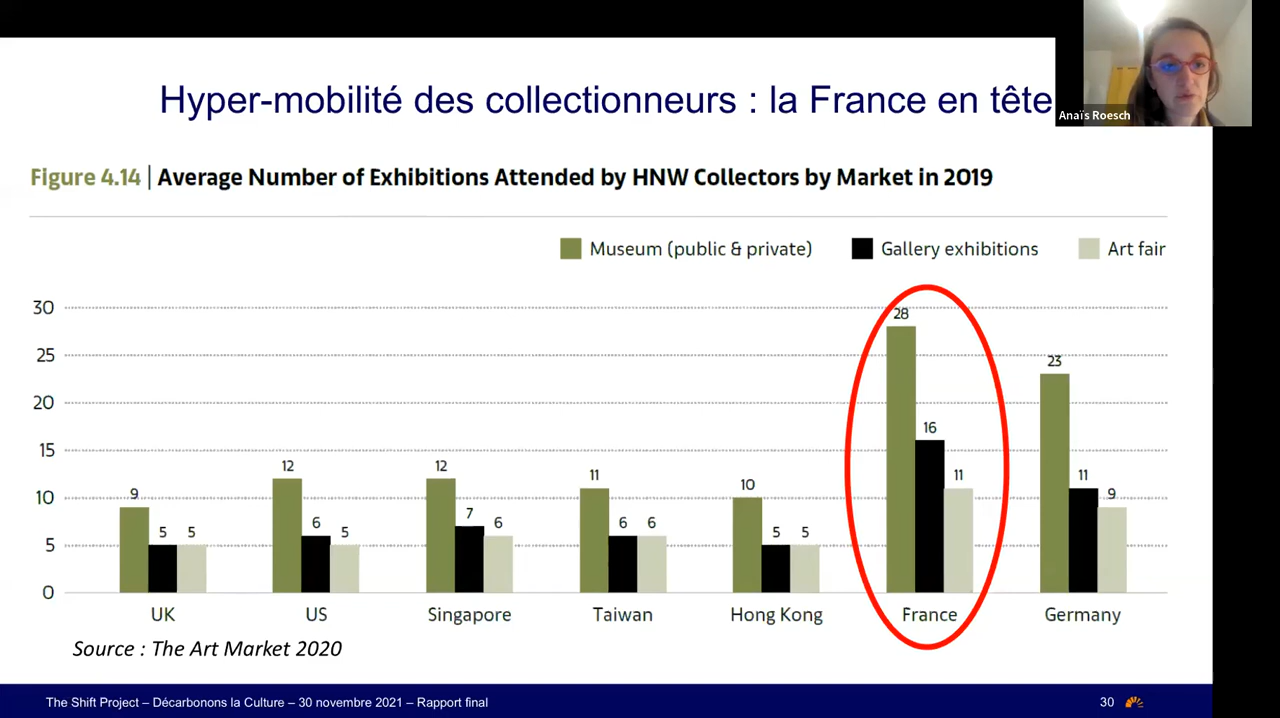 Hyper-mobilité des collectionneurs : la France en tête
Anaïs Roesch
Figure 4.14 | Average Number of Exhibitions Attended by HNW Collectors by Market in 2019
Museum (public & private) Gallery exhibitions Art fair
30
25
20
15
10
5
0
9 5 5
12 6 5
12 7 6
11 6 6
10 5 5
28 16 11
23 11 9
UK US Singapore Taiwan Hong Kong France Germany
Source : The Art Market 2020
The Shift Project – Décarbonons la Culture – 30 novembre 2021 – Rapport final
30